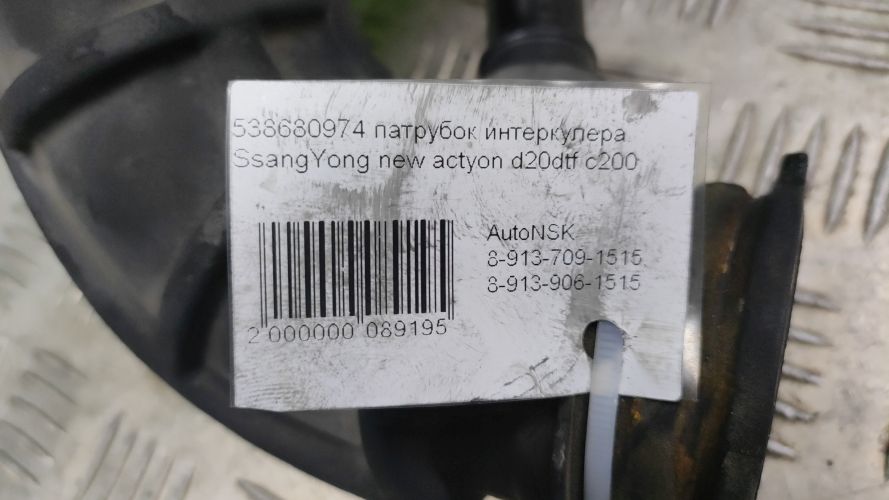 538680974 патрубок интеркулера
SsangYong new actyon d20dtf c200
AutoNSK
8-913-709-1515
8-913-906-1515
2 000000 089195